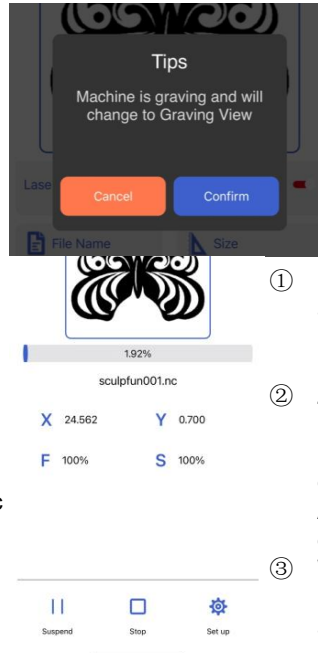 Tips
Machine is graving and will
change to Graving View
Lase
Cancel
Confirm
File Name
Size
①
1.92%
sculpfun001.nc
②
X 24.562 Y 0.700
F 100% S 100%
c
③
Suspend Stop Set up